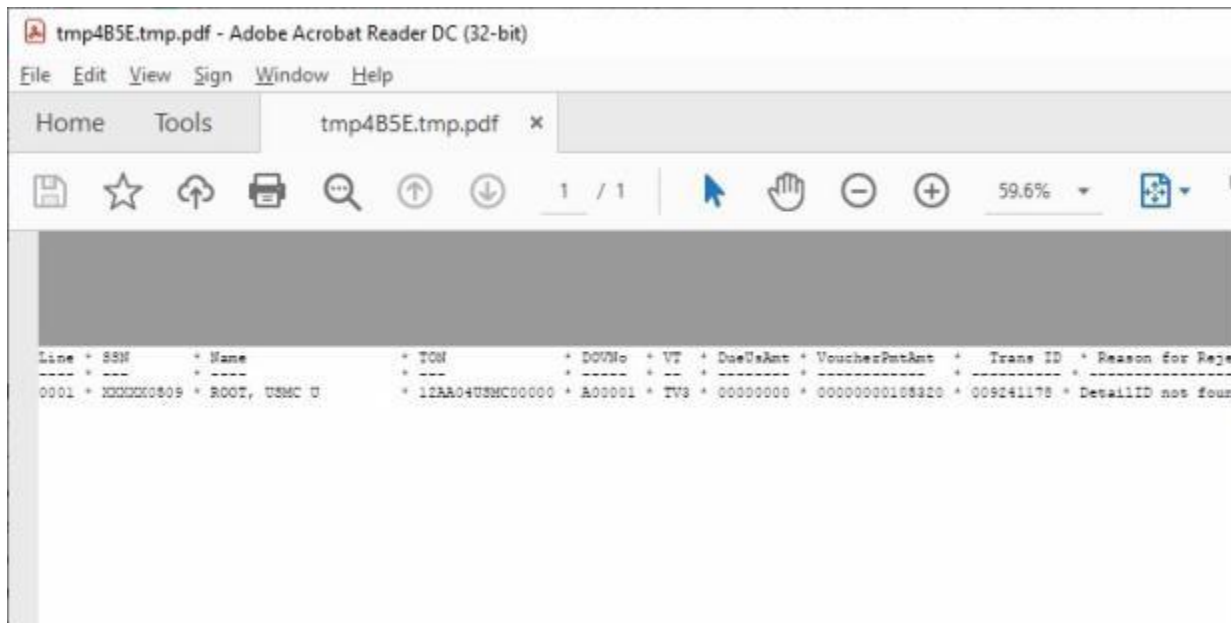 tmp4B5E.tmp.pdf - Adobe Acrobat Reader DC (32-bit)
File Edit View Sign Window Help
Home Tools tmp4B5E.tmp.pdf ×
1 / 1 59.6%
Line * SSN * Name * TON * DOVNo * VT * DueUsAmt * VoucherPmtAmt * Trans ID * Reason for Reje
---- * --- * ---- * --- * ----- * -- * -------- * ------------- * ---------- * -----------------
0001 * XXXXX0809 * ROOT, USMC U * 12AA04USMC00000 * A00001 * TV3 * 00000000 * 00000000108320 * 009241178 * DetailID not foun